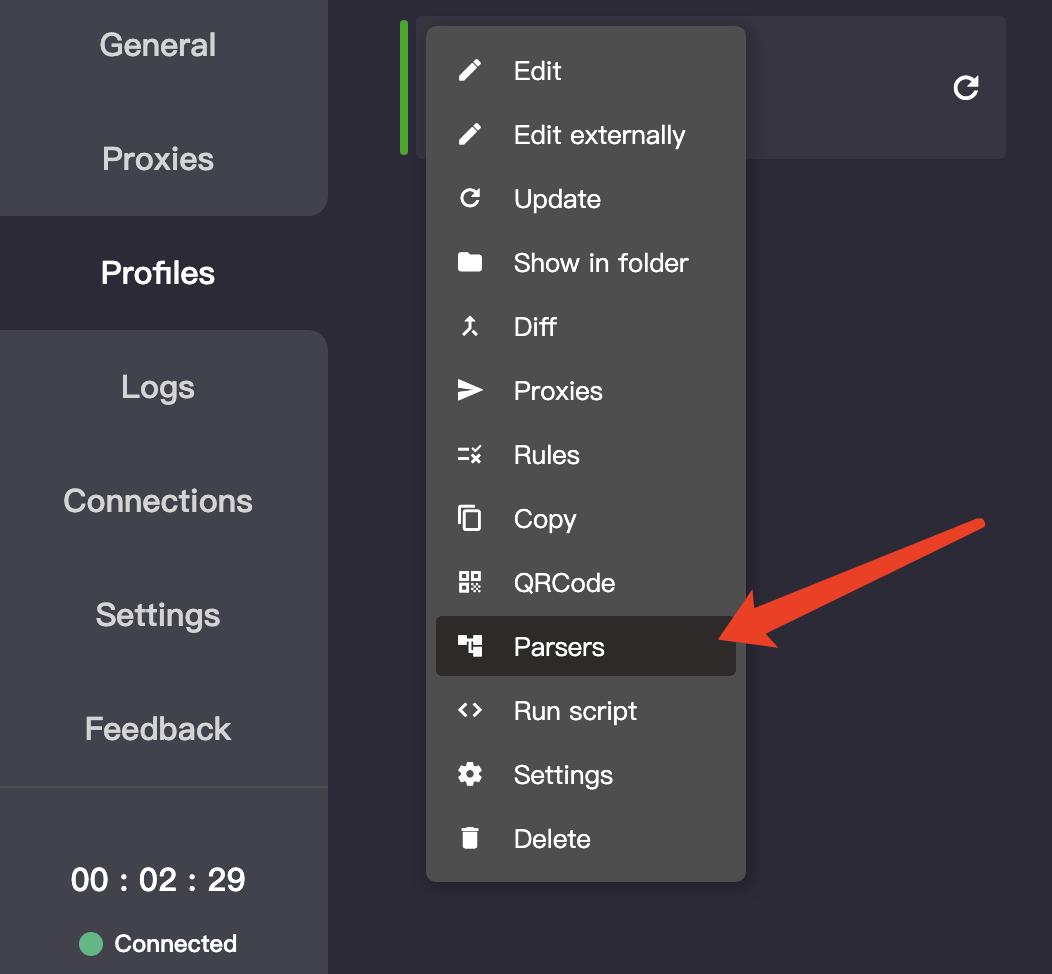 General
Proxies
Profiles
Logs
Connections
Settings
Feedback
00 : 02 : 29
Connected
Edit
Edit externally
Update
Show in folder
Diff
Proxies
Rules
Copy
QRCode
Parsers
Run script
Settings
Delete